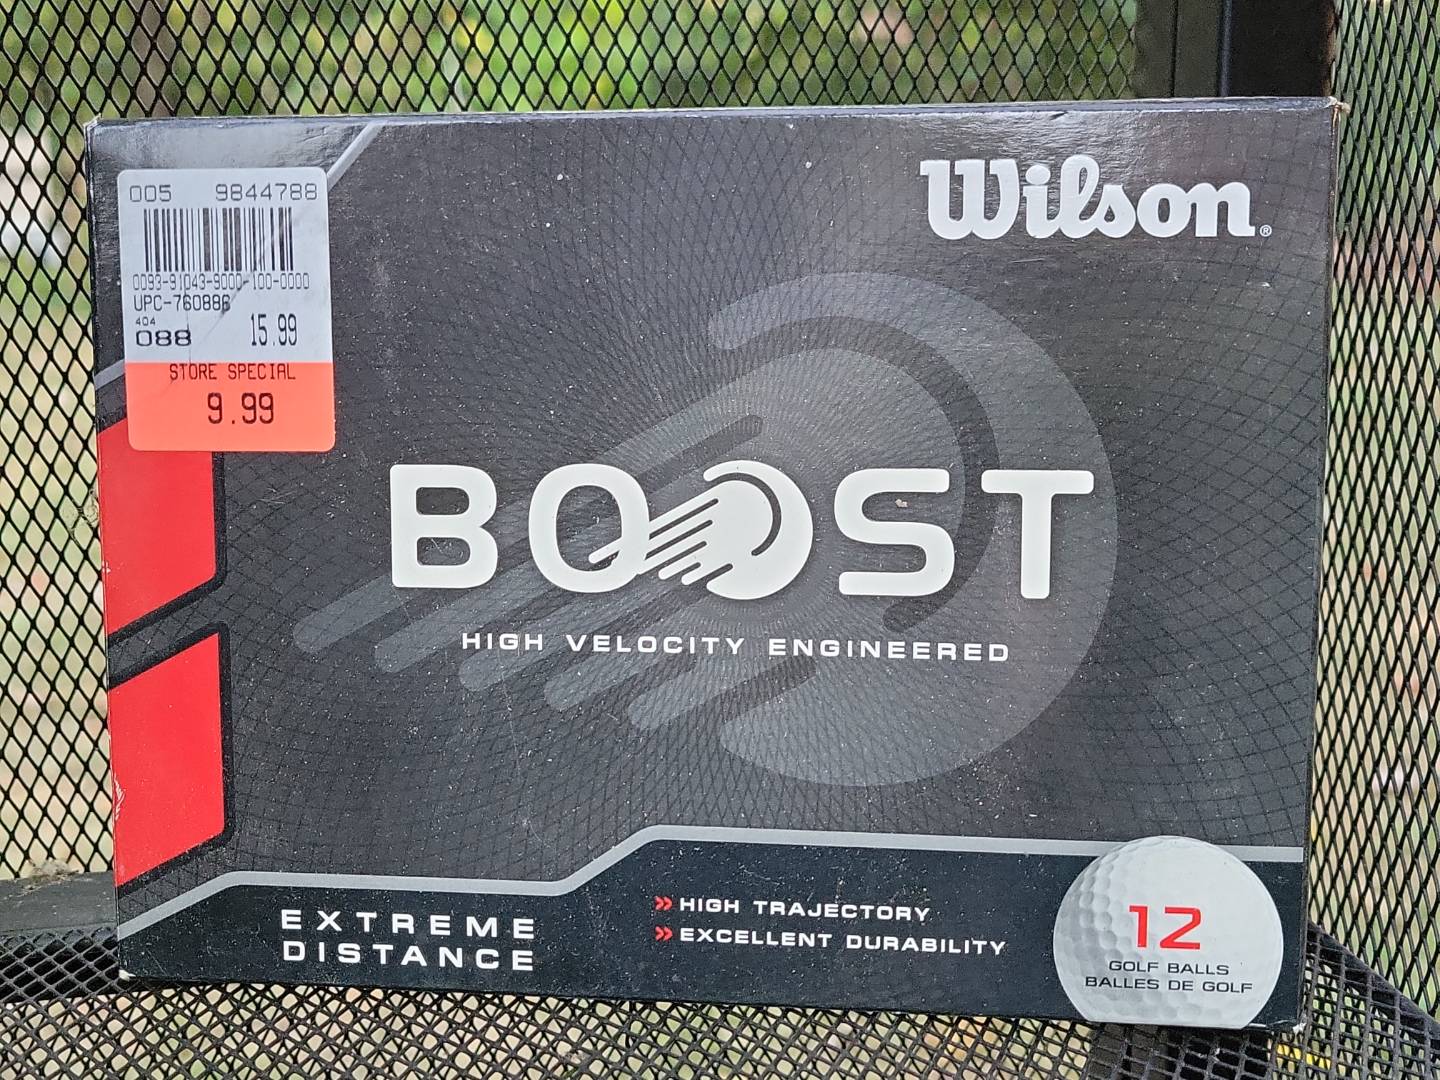 005 9844788
0093-91043-9000-100-0000
UPC-760886
404
088 15.99
STORE SPECIAL
9.99
Wilson®
BOOST
HIGH VELOCITY ENGINEERED
EXTREME
DISTANCE
» HIGH TRAJECTORY
» EXCELLENT DURABILITY
12
GOLF BALLS
BALLES DE GOLF